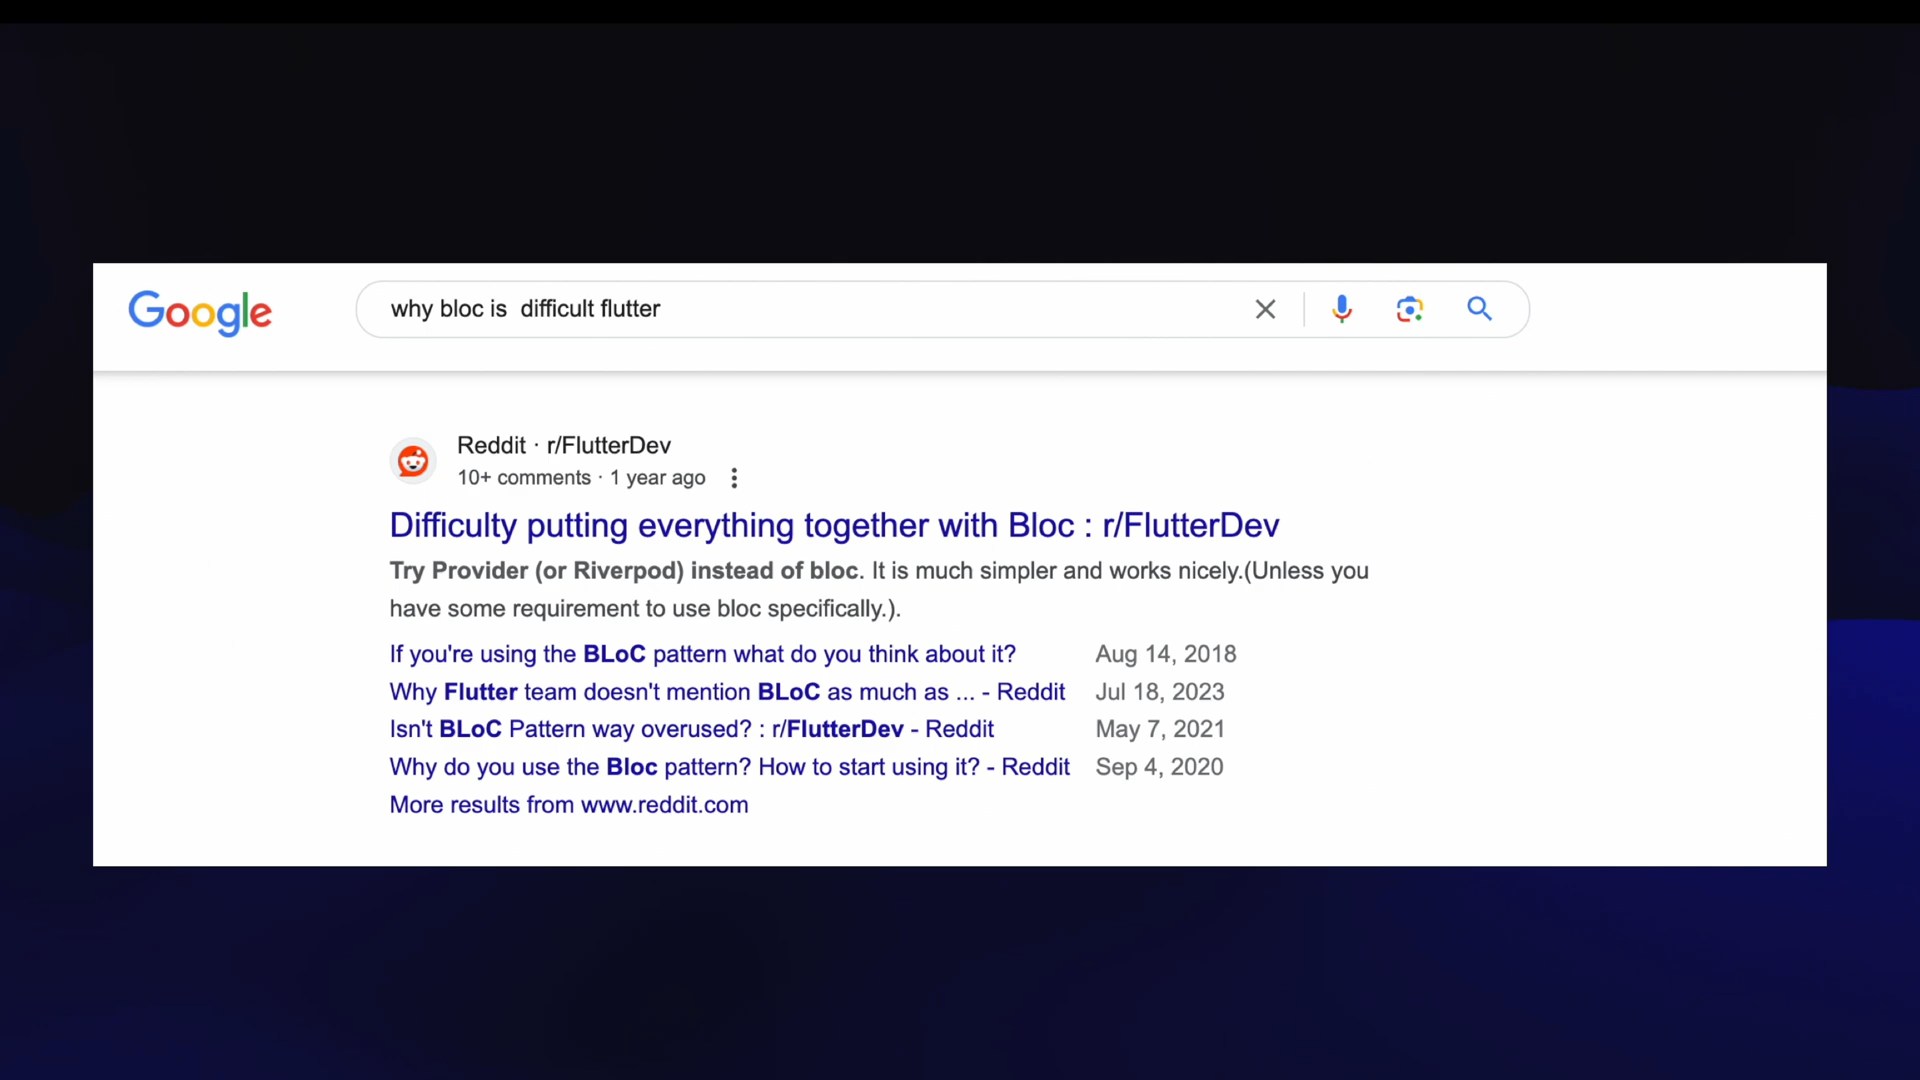 Google
why bloc is  difficult flutter
Reddit · r/FlutterDev
10+ comments · 1 year ago
Difficulty putting everything together with Bloc : r/FlutterDev
Try Provider (or Riverpod) instead of bloc. It is much simpler and works nicely.(Unless you
have some requirement to use bloc specifically.).
If you're using the BLoC pattern what do you think about it? Aug 14, 2018
Why Flutter team doesn't mention BLoC as much as ... - Reddit Jul 18, 2023
Isn't BLoC Pattern way overused? : r/FlutterDev - Reddit May 7, 2021
Why do you use the Bloc pattern? How to start using it? - Reddit Sep 4, 2020
More results from www.reddit.com